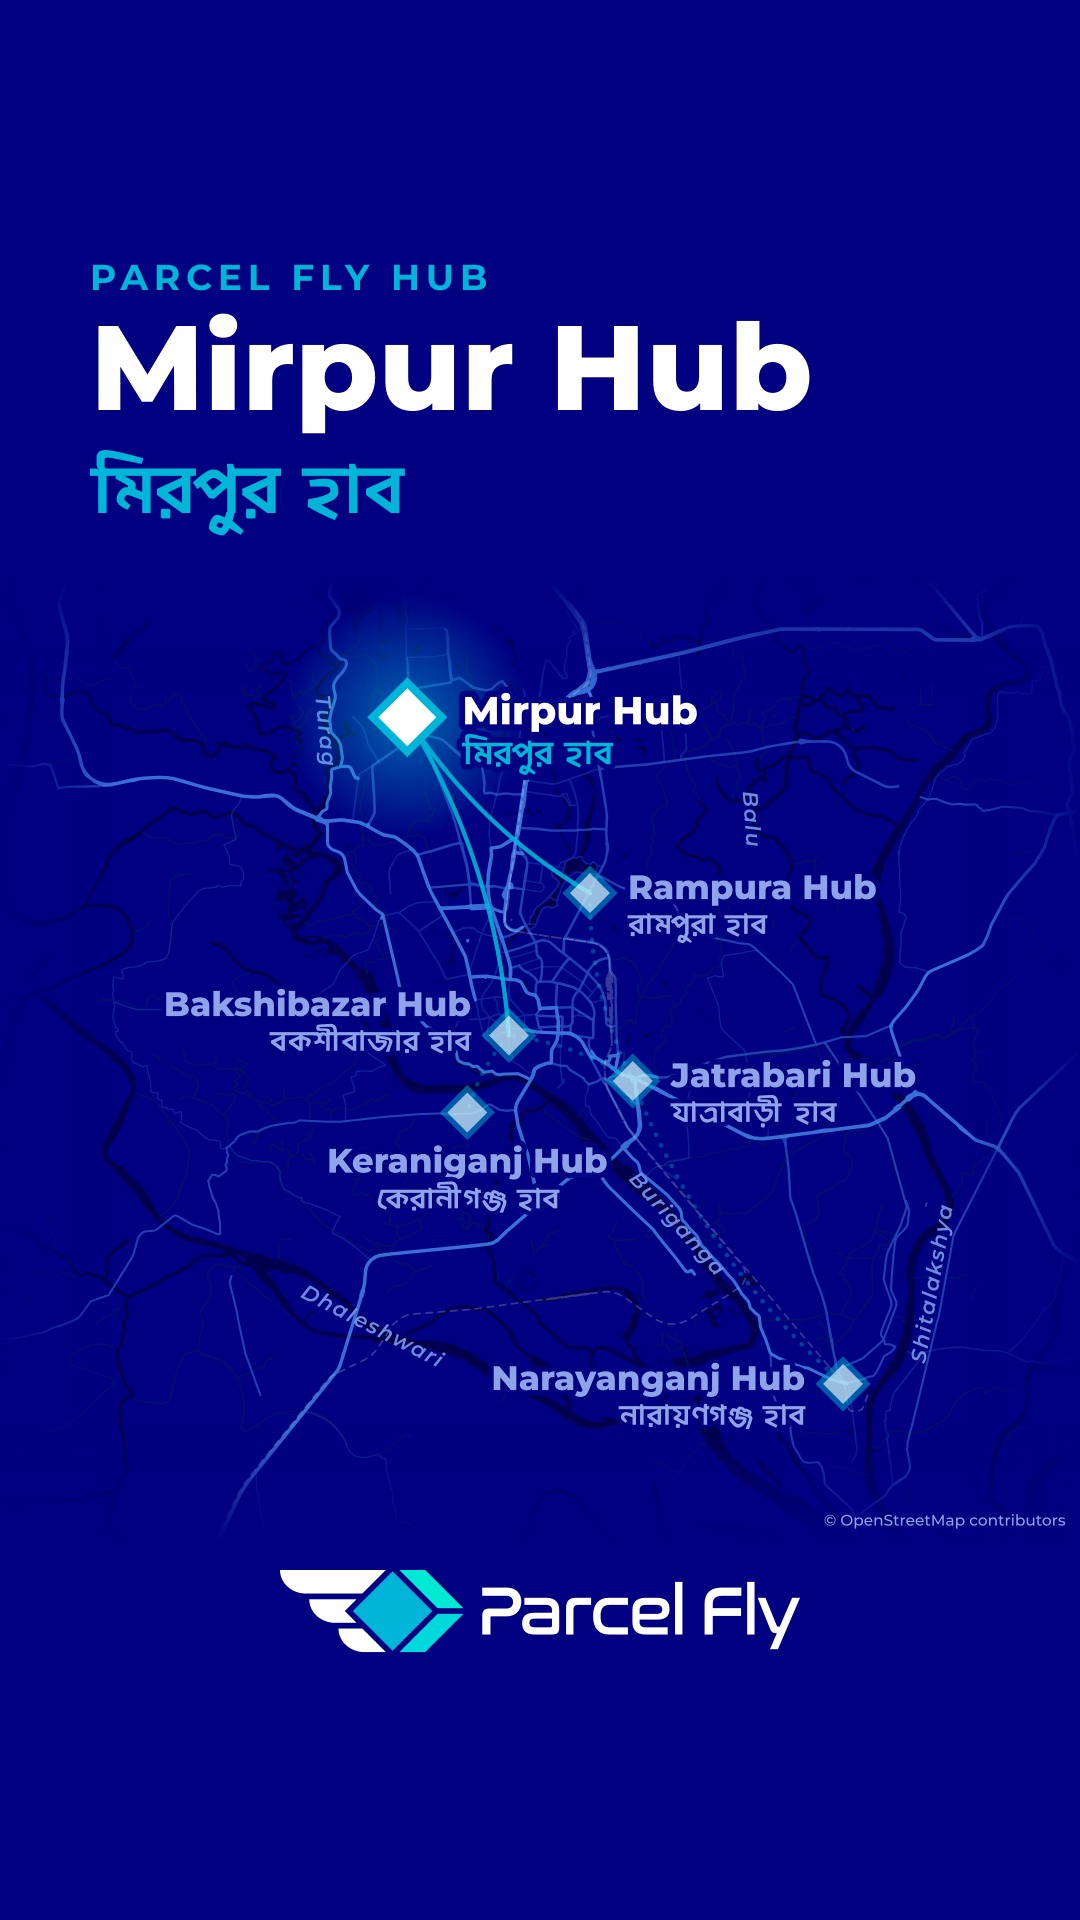 PARCEL FLY HUB
Mirpur Hub
মিরপুর হাব
Turag
Mirpur Hub
মিরপুর হাব
Balu
Rampura Hub
রামপুরা হাব
Bakshibazar Hub
বকশীবাজার হাব
Jatrabari Hub
যাত্রাবাড়ী হাব
Keraniganj Hub
কেরানীগঞ্জ হাব
Buriganga
Shitalakshya
Dhaleshwari
Narayanganj Hub
নারায়ণগঞ্জ হাব
© OpenStreetMap contributors
Parcel Fly